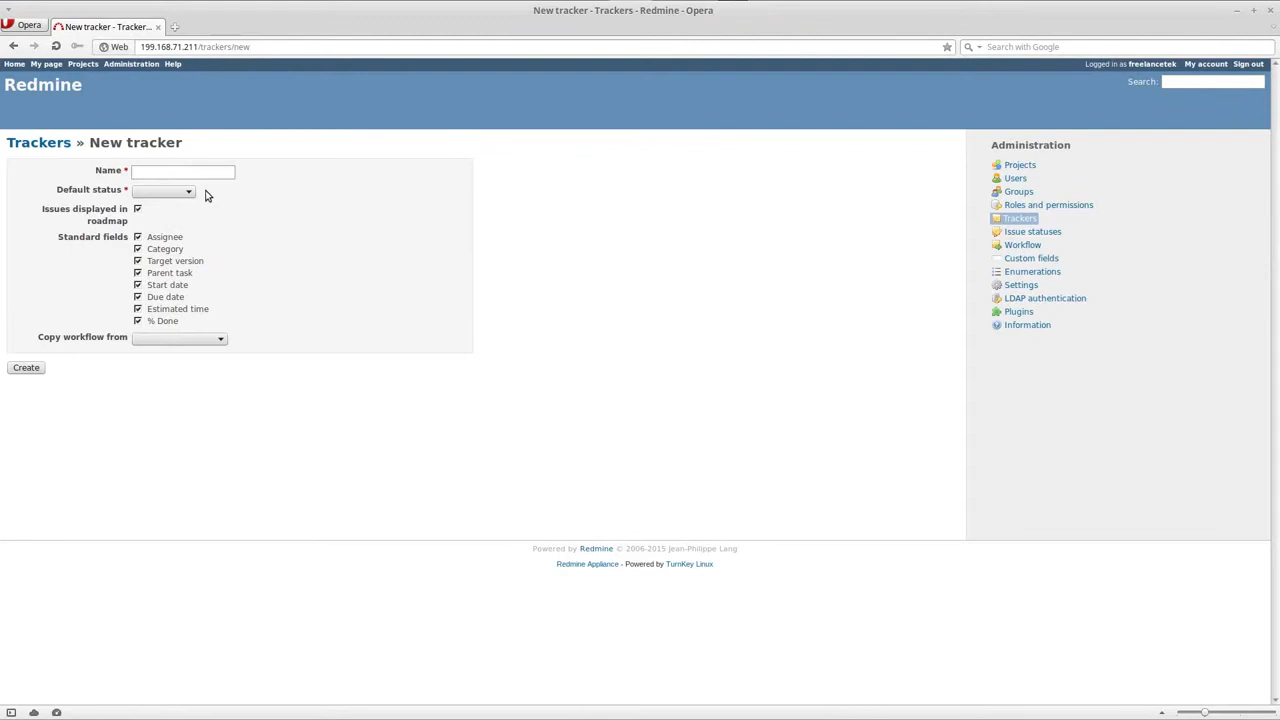 New tracker - Trackers - Redmine - Opera
Opera
New tracker - Tracker...
Web
199.168.71.211/trackers/new
Search with Google
Home My page Projects Administration Help
Logged in as freelancetek My account Sign out
Redmine
Search:
Trackers » New tracker
Name *
Default status *
Issues displayed in
roadmap
Standard fields
Assignee
Category
Target version
Parent task
Start date
Due date
Estimated time
% Done
Copy workflow from
Create
Administration
Projects
Users
Groups
Roles and permissions
Trackers
Issue statuses
Workflow
Custom fields
Enumerations
Settings
LDAP authentication
Plugins
Information
Powered by Redmine © 2006-2015 Jean-Philippe Lang
Redmine Appliance - Powered by TurnKey Linux